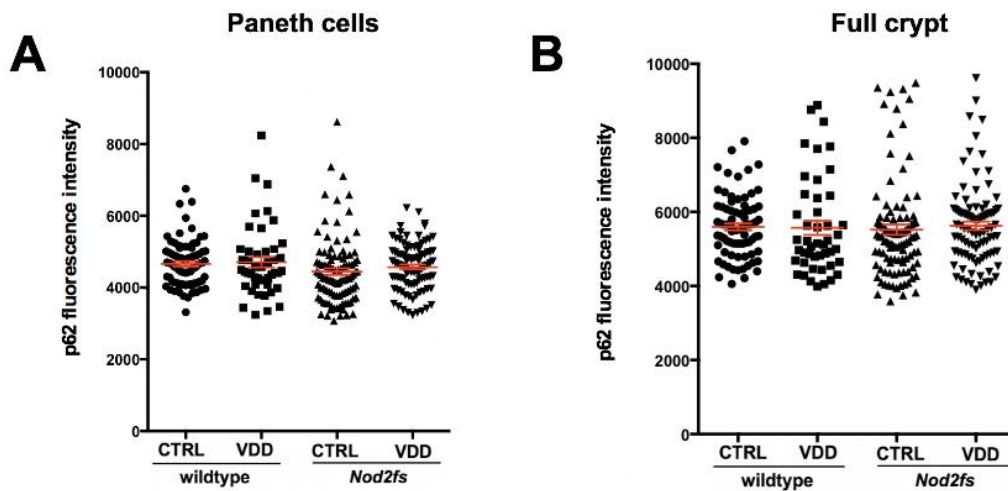 A
Paneth cells
p62 fluorescence intensity
10000
8000
6000
4000
2000
0
CTRL VDD CTRL VDD
wildtype Nod2fs
B
Full crypt
p62 fluorescence intensity
10000
8000
6000
4000
2000
0
CTRL VDD CTRL VDD
wildtype Nod2fs